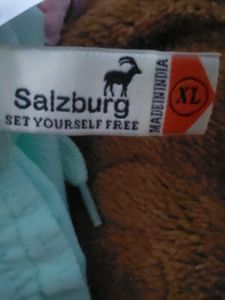 Salzburg
SET YOURSELF FREE
MADE IN INDIA
XL